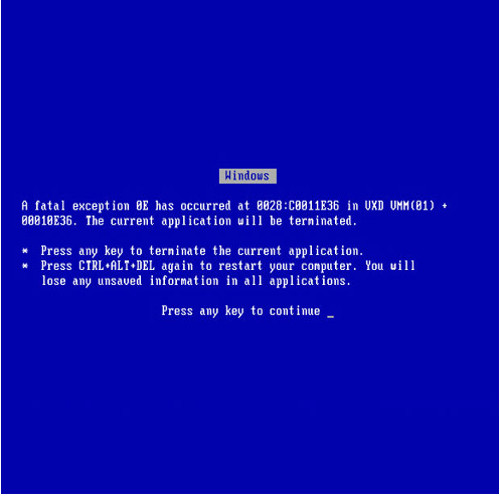 Windows
A fatal exception 0E has occurred at 0028:C0011E36 in VXD VMM(01) +
00010E36. The current application will be terminated.
* Press any key to terminate the current application.
* Press CTRL+ALT+DEL again to restart your computer. You will
lose any unsaved information in all applications.
Press any key to continue _